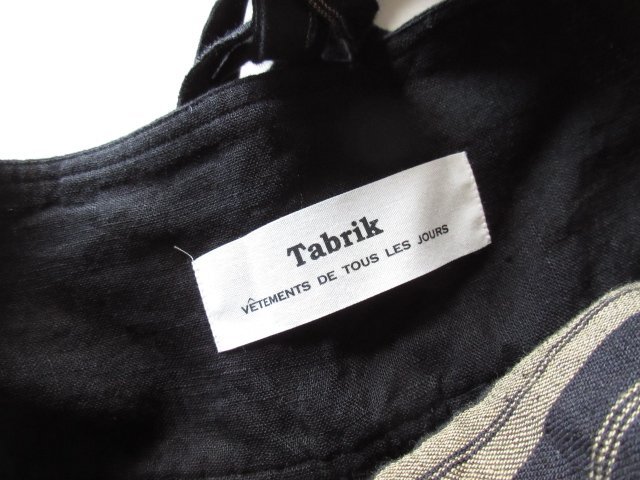 Tabrik
VÊTEMENTS DE TOUS LES JOURS